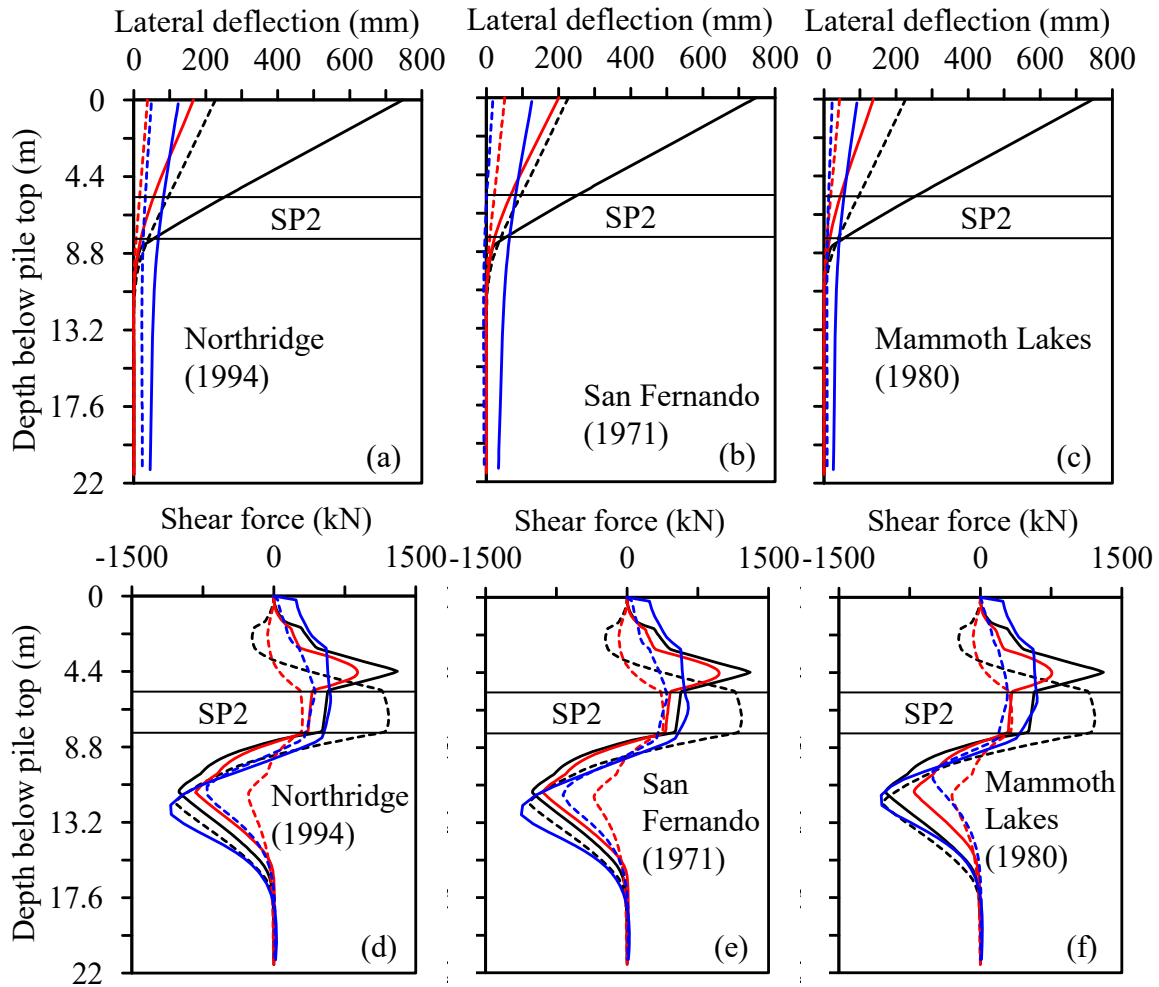 Lateral deflection (mm)
Lateral deflection (mm)
Lateral deflection (mm)
0 200 400 600 800
0 200 400 600 800
0 200 400 600 800
Depth below pile top (m)
0
4.4
8.8
13.2
17.6
22
SP2
Northridge
(1994)
(a)
SP2
San Fernando
(1971)
(b)
SP2
Mammoth Lakes
(1980)
(c)
Shear force (kN)
Shear force (kN)
Shear force (kN)
-1500 0 1500
-1500 0 1500
-1500 0 1500
Depth below pile top (m)
0
4.4
8.8
13.2
17.6
22
SP2
Northridge
(1994)
(d)
SP2
San
Fernando
(1971)
(e)
SP2
Mammoth
Lakes
(1980)
(f)